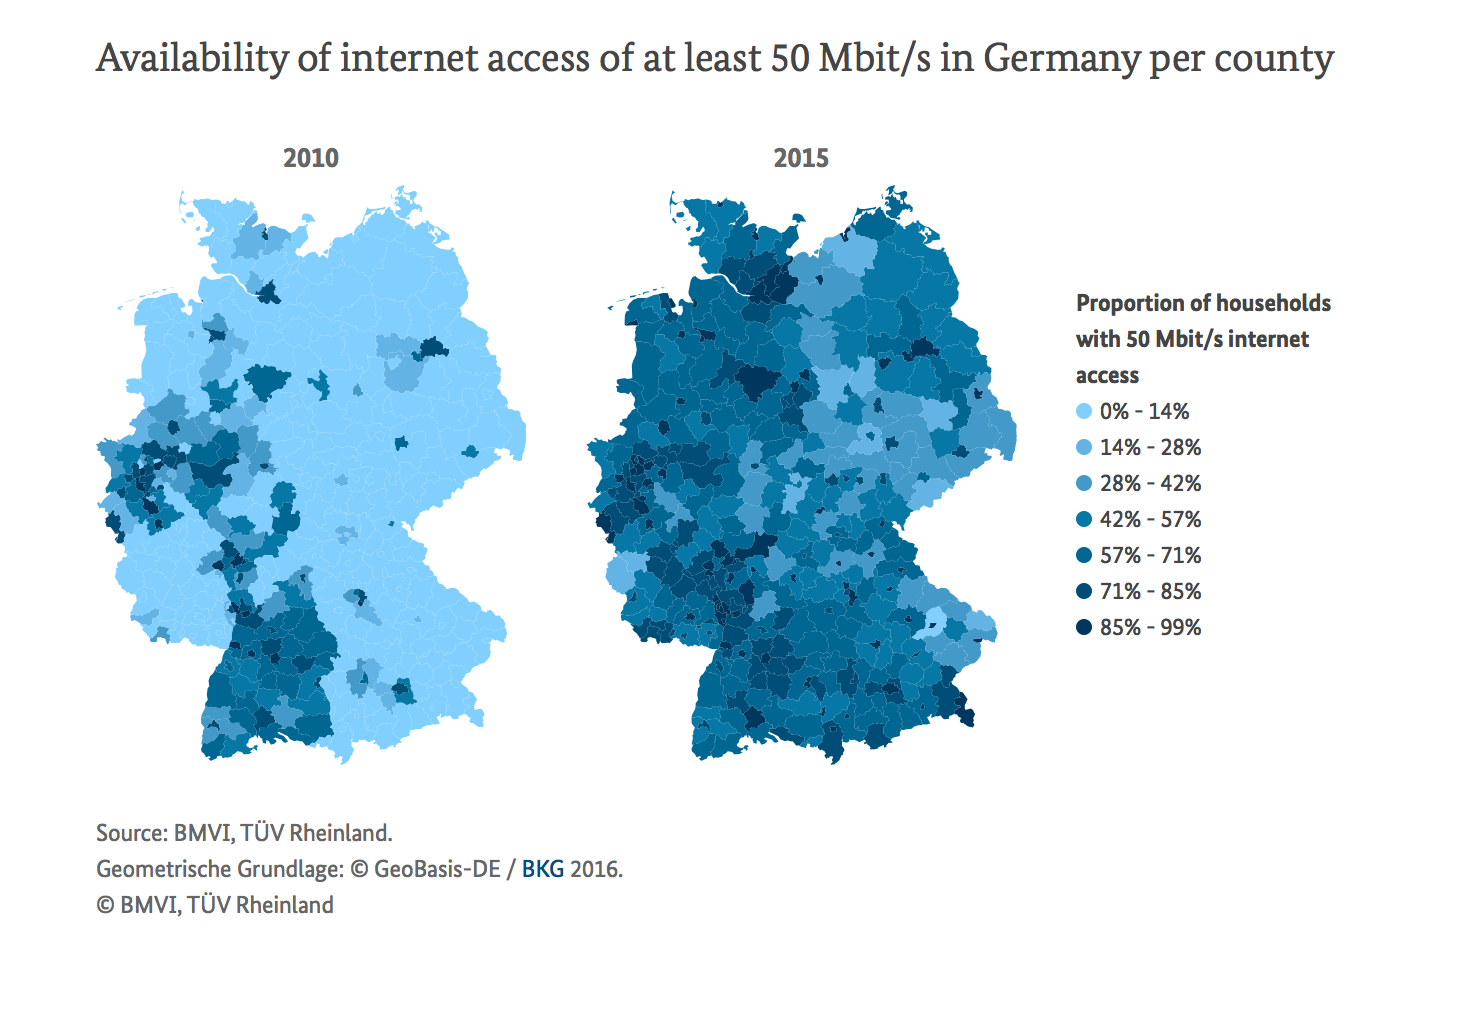 Availability of internet access of at least 50 Mbit/s in Germany per county
2010
2015
Proportion of households
with 50 Mbit/s internet
access
0% - 14%
14% - 28%
28% - 42%
42% - 57%
57% - 71%
71% - 85%
85% - 99%
Source: BMVI, TÜV Rheinland.
Geometrische Grundlage: © GeoBasis-DE / BKG 2016.
© BMVI, TÜV Rheinland